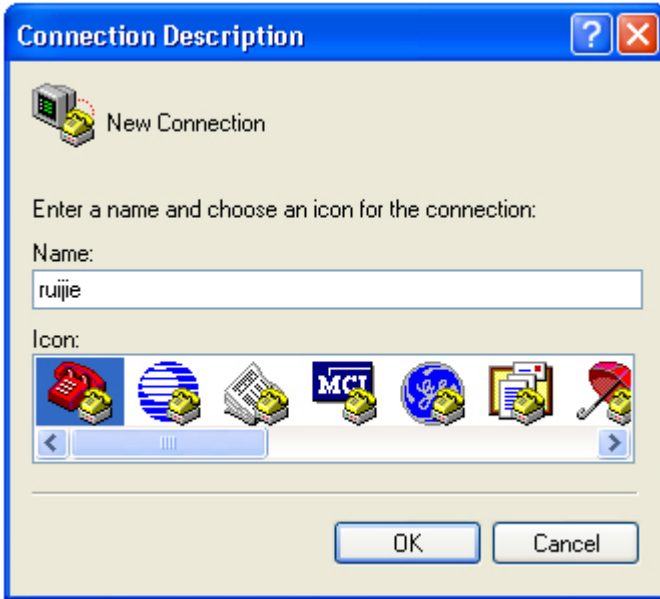 Connection Description
New Connection
Enter a name and choose an icon for the connection:
Name:
ruijie
Icon:
MCI
OK
Cancel